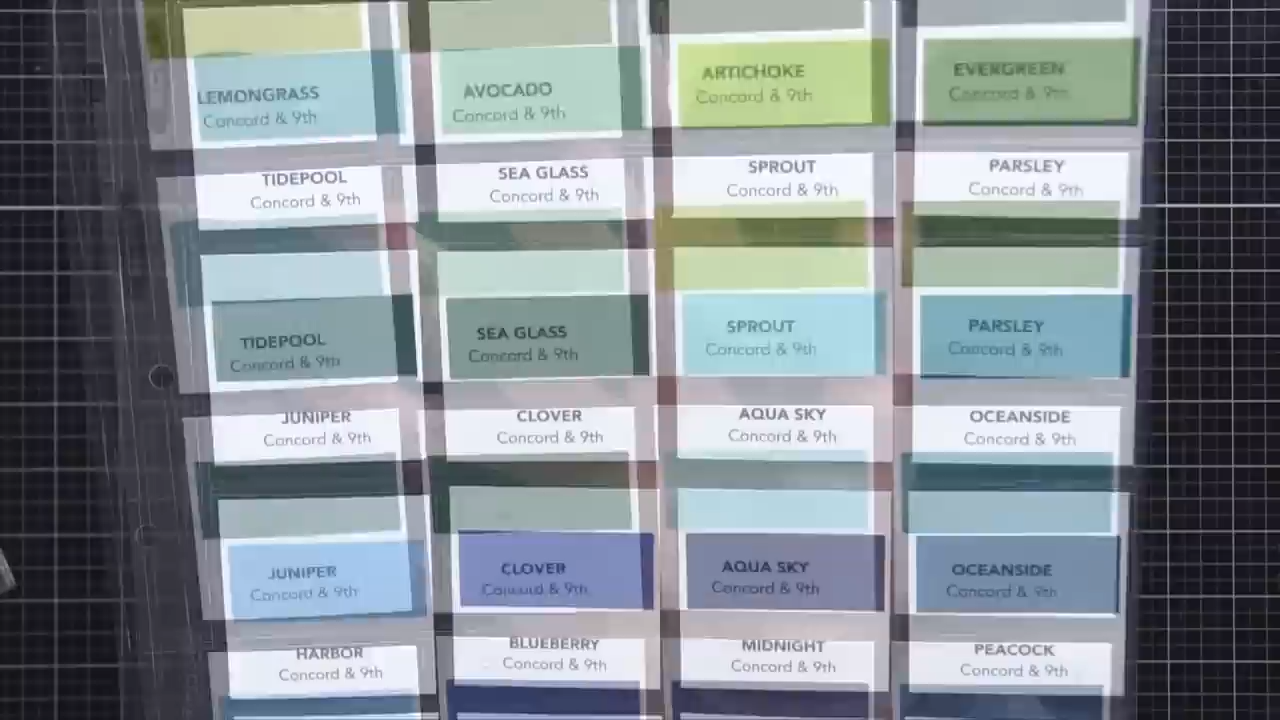 LEMONGRASS
Concord & 9th
AVOCADO
Concord & 9th
ARTICHOKE
Concord & 9th
EVERGREEN
Concord & 9th
TIDEPOOL
Concord & 9th
SEA GLASS
Concord & 9th
SPROUT
Concord & 9th
PARSLEY
Concord & 9th
TIDEPOOL
Concord & 9th
SEA GLASS
Concord & 9th
SPROUT
Concord & 9th
PARSLEY
Concord & 9th
JUNIPER
Concord & 9th
CLOVER
Concord & 9th
AQUA SKY
Concord & 9th
OCEANSIDE
Concord & 9th
JUNIPER
Concord & 9th
CLOVER
Concord & 9th
AQUA SKY
Concord & 9th
OCEANSIDE
Concord & 9th
HARBOR
Concord & 9th
BLUEBERRY
Concord & 9th
MIDNIGHT
Concord & 9th
PEACOCK
Concord & 9th